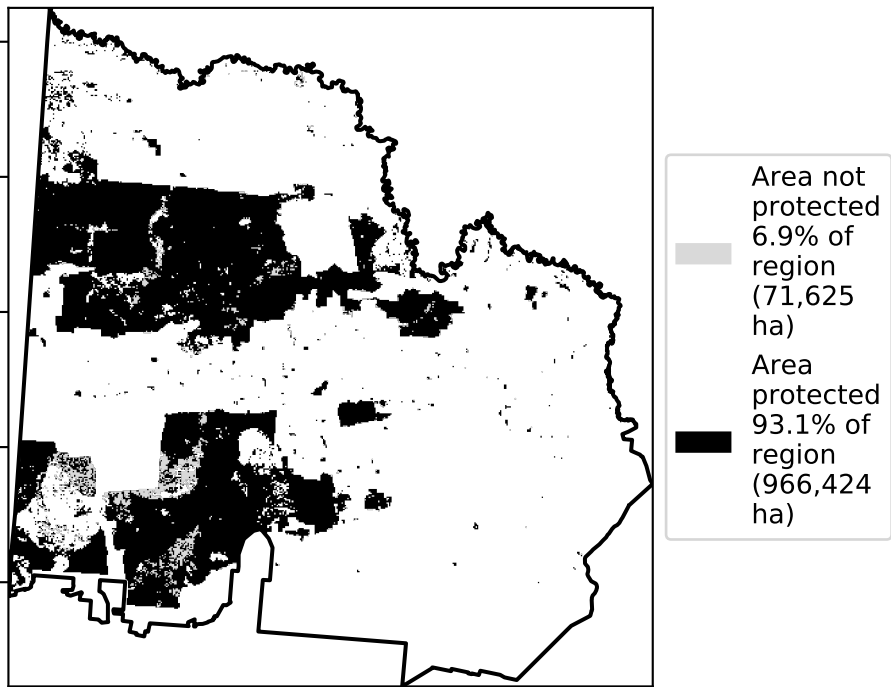 Area not
protected
6.9% of
region
(71,625
ha)
Area
protected
93.1% of
region
(966,424
ha)